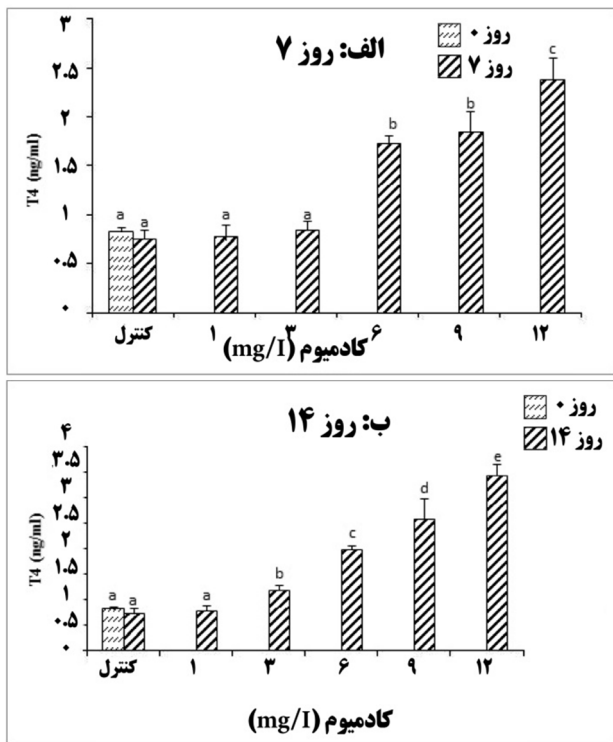 الف: روز ۷
روز ۰
روز ۷
T4 (ng/ml)
۳
۲.۵
۲
۱.۵
۱
۰.۵
۰
a a a a b b c
کنترل ۱ ۳ ۶ ۹ ۱۲
کادمیوم (mg/I)
ب: روز ۱۴
روز ۰
روز ۱۴
T4 (ng/ml)
۴
۳.۵
۳
۲.۵
۲
۱.۵
۱
۰.۵
۰
a a a b c d e
کنترل ۱ ۳ ۶ ۹ ۱۲
کادمیوم (mg/I)